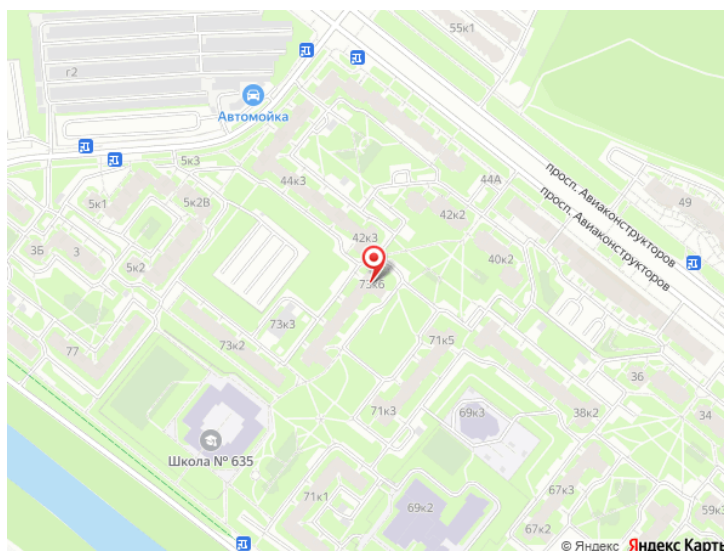 55к1
г2
Автомойка
5к3
44к3
44А
просп. Авиаконструкторов
просп. Авиаконструкторов
49
5к1
5к2В
42к2
42к3
3Б
3
5к2
40к2
73к6
73к3
73к2
71к5
77
36
71к3
69к3
38к2
34
Школа № 635
71к1
67к3
69к2
59к3
67к2
© Яндекс Яндекс Карты